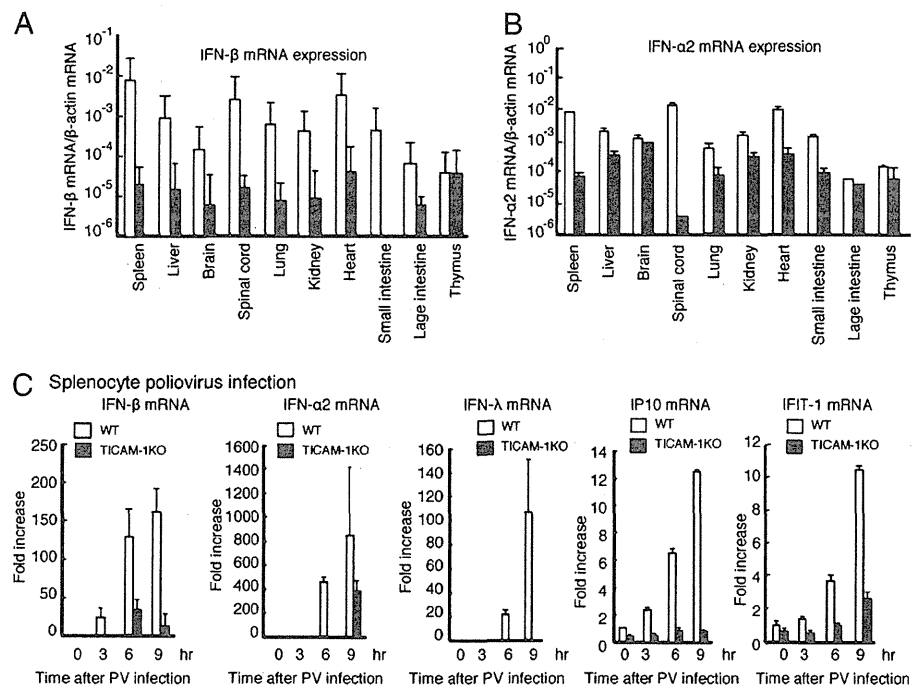 A
IFN-β mRNA expression
IFN-β mRNA/β-actin mRNA
10-1
10-2
10-3
10-4
10-5
10-6
Spleen
Liver
Brain
Spinal cord
Lung
Kidney
Heart
Small intestine
Lage intestine
Thymus
B
IFN-α2 mRNA expression
IFN-α2 mRNA/β-actin mRNA
10^0
10-1
10-2
10-3
10-4
10-5
10-6
Spleen
Liver
Brain
Spinal cord
Lung
Kidney
Heart
Small intestine
Lage intestine
Thymus
C Splenocyte poliovirus infection
IFN-β mRNA
WT
TICAM-1KO
Fold increase
250
200
150
100
50
0
0 3 6 9 hr
Time after PV infection
IFN-α2 mRNA
WT
TICAM-1KO
Fold increase
1600
1400
1200
1000
800
600
400
200
0
0 3 6 9 hr
Time after PV infection
IFN-λ mRNA
WT
TICAM-1KO
Fold increase
160
140
120
100
80
60
40
20
0 3 6 9 hr
Time after PV infection
IP10 mRNA
WT
TICAM-1KO
Fold increase
14
12
10
8
6
4
2
0
0 3 6 9 hr
Time after PV infection
IFIT-1 mRNA
WT
TICAM-1KO
Fold increase
12
10
8
6
4
2
0
0 3 6 9 hr
Time after PV infection